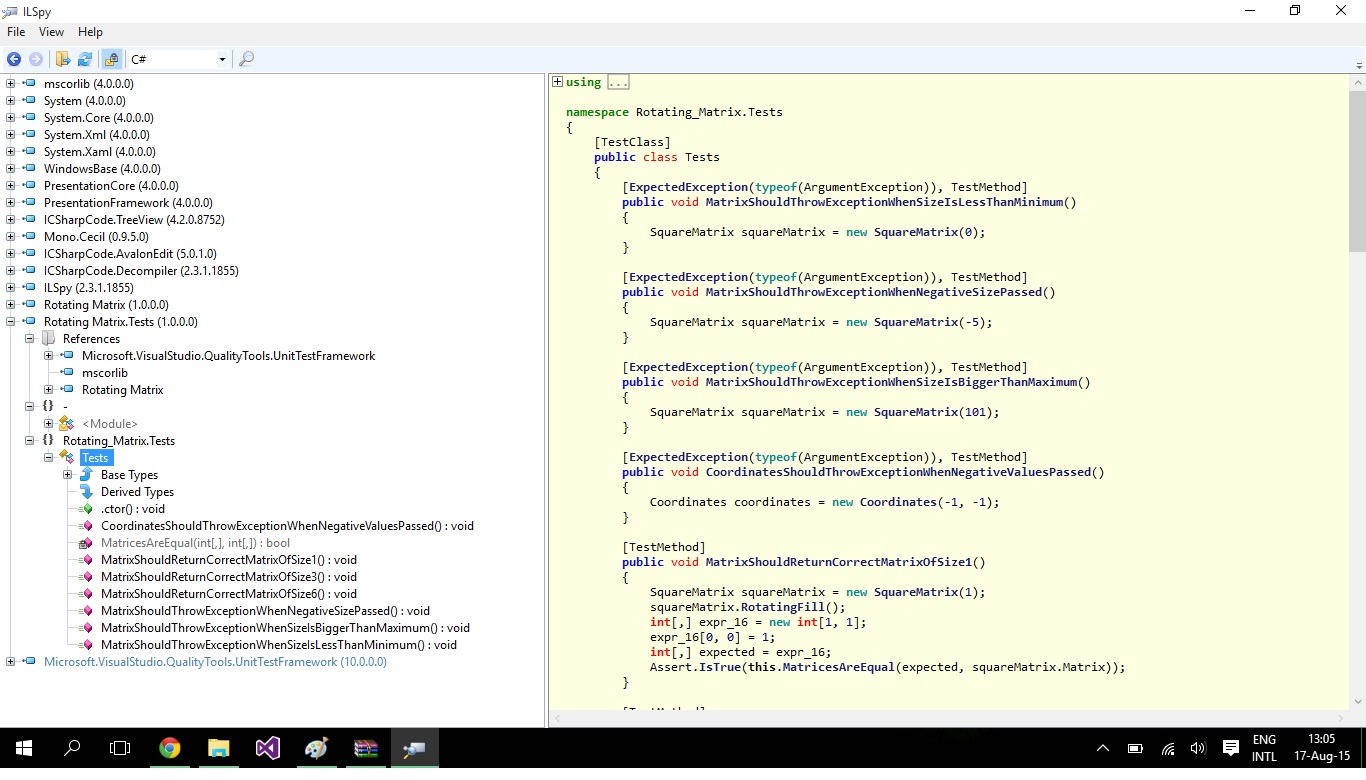 ILSpy
File View Help
C#
mscorlib (4.0.0.0)
System (4.0.0.0)
System.Core (4.0.0.0)
System.Xml (4.0.0.0)
System.Xaml (4.0.0.0)
WindowsBase (4.0.0.0)
PresentationCore (4.0.0.0)
PresentationFramework (4.0.0.0)
ICSharpCode.TreeView (4.2.0.8752)
Mono.Cecil (0.9.5.0)
ICSharpCode.AvalonEdit (5.0.1.0)
ICSharpCode.Decompiler (2.3.1.1855)
ILSpy (2.3.1.1855)
Rotating Matrix (1.0.0.0)
Rotating Matrix.Tests (1.0.0.0)
References
Microsoft.VisualStudio.QualityTools.UnitTestFramework
mscorlib
Rotating Matrix
{} -
<Module>
{} Rotating_Matrix.Tests
Tests
Base Types
Derived Types
.ctor() : void
CoordinatesShouldThrowExceptionWhenNegativeValuesPassed() : void
MatricesAreEqual(int[,], int[,]) : bool
MatrixShouldReturnCorrectMatrixOfSize1() : void
MatrixShouldReturnCorrectMatrixOfSize3() : void
MatrixShouldReturnCorrectMatrixOfSize6() : void
MatrixShouldThrowExceptionWhenNegativeSizePassed() : void
MatrixShouldThrowExceptionWhenSizeIsBiggerThanMaximum() : void
MatrixShouldThrowExceptionWhenSizeIsLessThanMinimum() : void
Microsoft.VisualStudio.QualityTools.UnitTestFramework (10.0.0.0)
using ...
namespace Rotating_Matrix.Tests
{
[TestClass]
public class Tests
{
[ExpectedException(typeof(ArgumentException)), TestMethod]
public void MatrixShouldThrowExceptionWhenSizeIsLessThanMinimum()
{
SquareMatrix squareMatrix = new SquareMatrix(0);
}
[ExpectedException(typeof(ArgumentException)), TestMethod]
public void MatrixShouldThrowExceptionWhenNegativeSizePassed()
{
SquareMatrix squareMatrix = new SquareMatrix(-5);
}
[ExpectedException(typeof(ArgumentException)), TestMethod]
public void MatrixShouldThrowExceptionWhenSizeIsBiggerThanMaximum()
{
SquareMatrix squareMatrix = new SquareMatrix(101);
}
[ExpectedException(typeof(ArgumentException)), TestMethod]
public void CoordinatesShouldThrowExceptionWhenNegativeValuesPassed()
{
Coordinates coordinates = new Coordinates(-1, -1);
}
[TestMethod]
public void MatrixShouldReturnCorrectMatrixOfSize1()
{
SquareMatrix squareMatrix = new SquareMatrix(1);
squareMatrix.RotatingFill();
int[,] expr_16 = new int[1, 1];
expr_16[0, 0] = 1;
int[,] expected = expr_16;
Assert.IsTrue(this.MatricesAreEqual(expected, squareMatrix.Matrix));
}
[TestMethod]
ENG
INTL
13:05
17-Aug-15